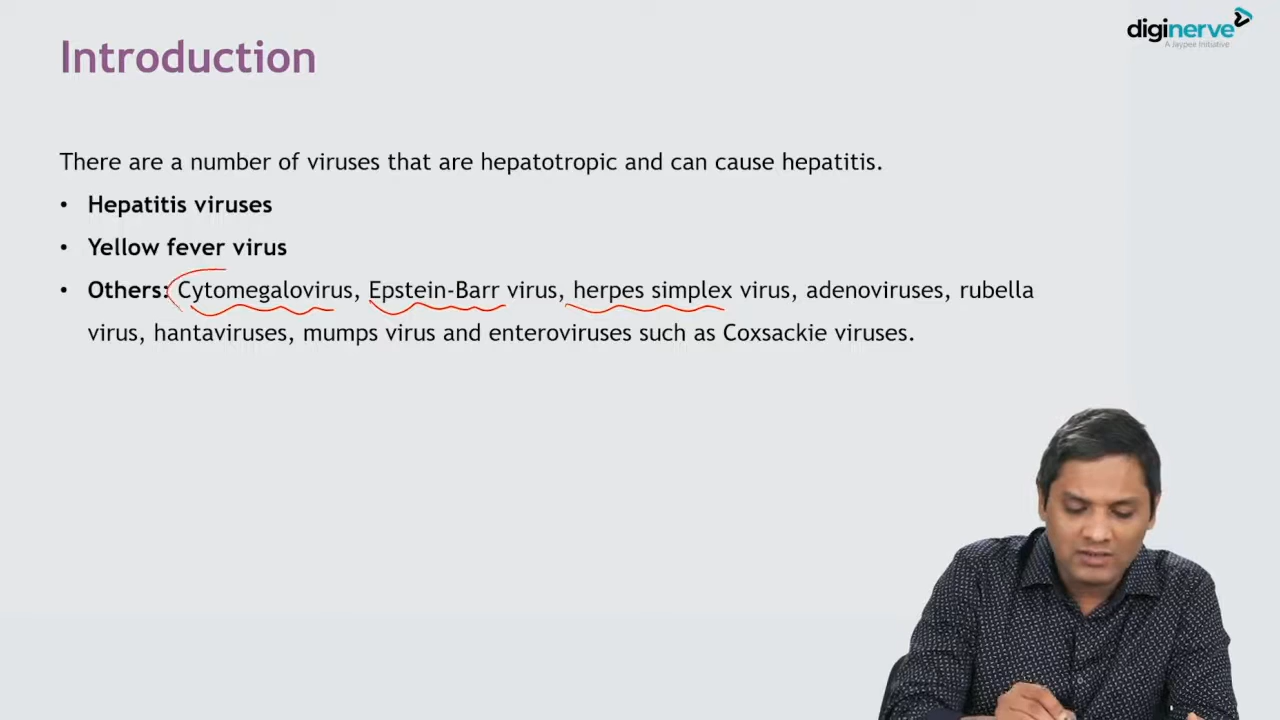 diginerve
A Jaypee Initiative
Introduction
There are a number of viruses that are hepatotropic and can cause hepatitis.
• Hepatitis viruses
• Yellow fever virus
• Others: Cytomegalovirus, Epstein-Barr virus, herpes simplex virus, adenoviruses, rubella
virus, hantaviruses, mumps virus and enteroviruses such as Coxsackie viruses.